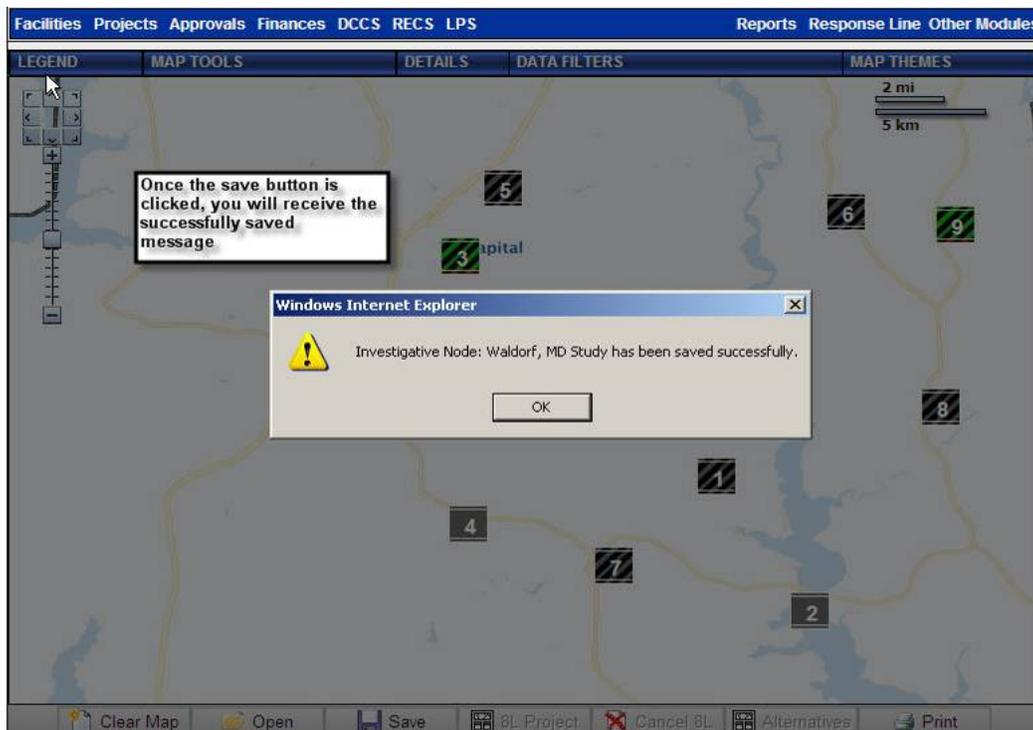 Facilities Projects Approvals Finances DCCS RECS LPS Reports Response Line Other Modules
LEGEND MAP TOOLS DETAILS DATA FILTERS MAP THEMES
2 mi
5 km
Once the save button is
clicked, you will receive the
successfully saved
message
5
6
9
3
apital
Windows Internet Explorer
Investigative Node: Waldorf, MD Study has been saved successfully.
OK
8
1
4
7
2
Clear Map Open Save 8L Project Cancel 8L Alternatives Print